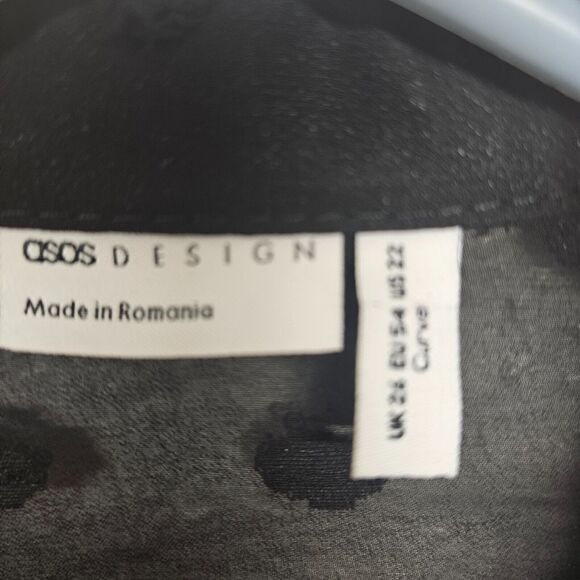 asos DESIGN
Made in Romania
UK 26 EU 54 US 22
Curve